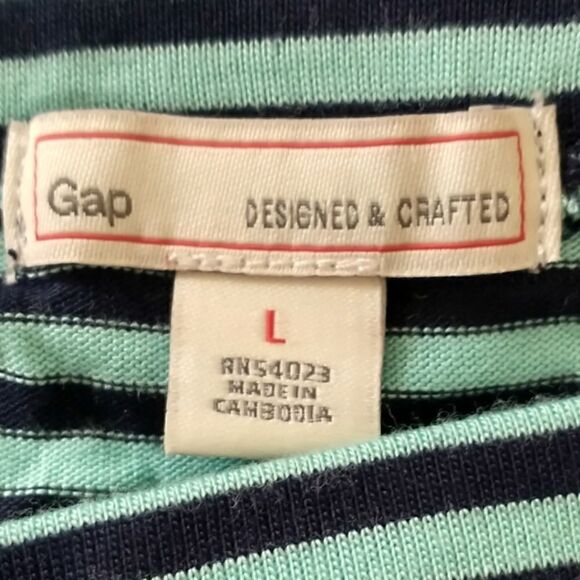 Gap DESIGNED & CRAFTED
L
RN54023
MADE IN
CAMBODIA